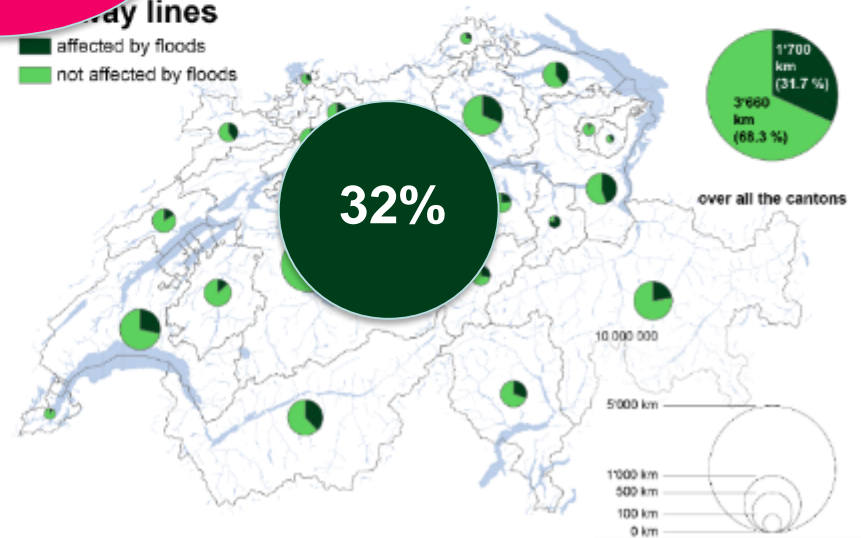 way lines
affected by floods
not affected by floods
1'700
km
(31.7 %)
3'660
km
(68.3 %)
over all the cantons
32%
10 000 000
5'000 km
1'000 km
500 km
100 km
0 km